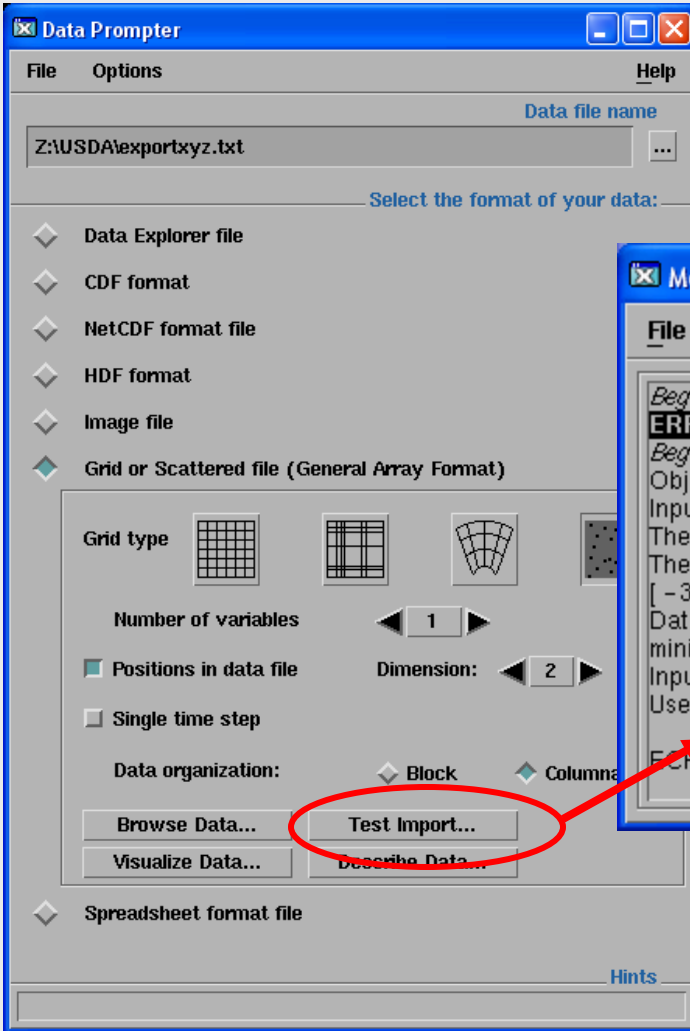 Data Prompter
File Options Help
Data file name
Z:\USDA\exportxyz.txt
...
Select the format of your data:
Data Explorer file
CDF format
NetCDF format file
HDF format
Image file
Grid or Scattered file (General Array Format)
Grid type
Number of variables 1
Positions in data file Dimension: 2
Single time step
Data organization: Block
Browse Data... Test Import...
Visualize Data... Describe Data...
Spreadsheet format file
Hints
File
The
The
Use